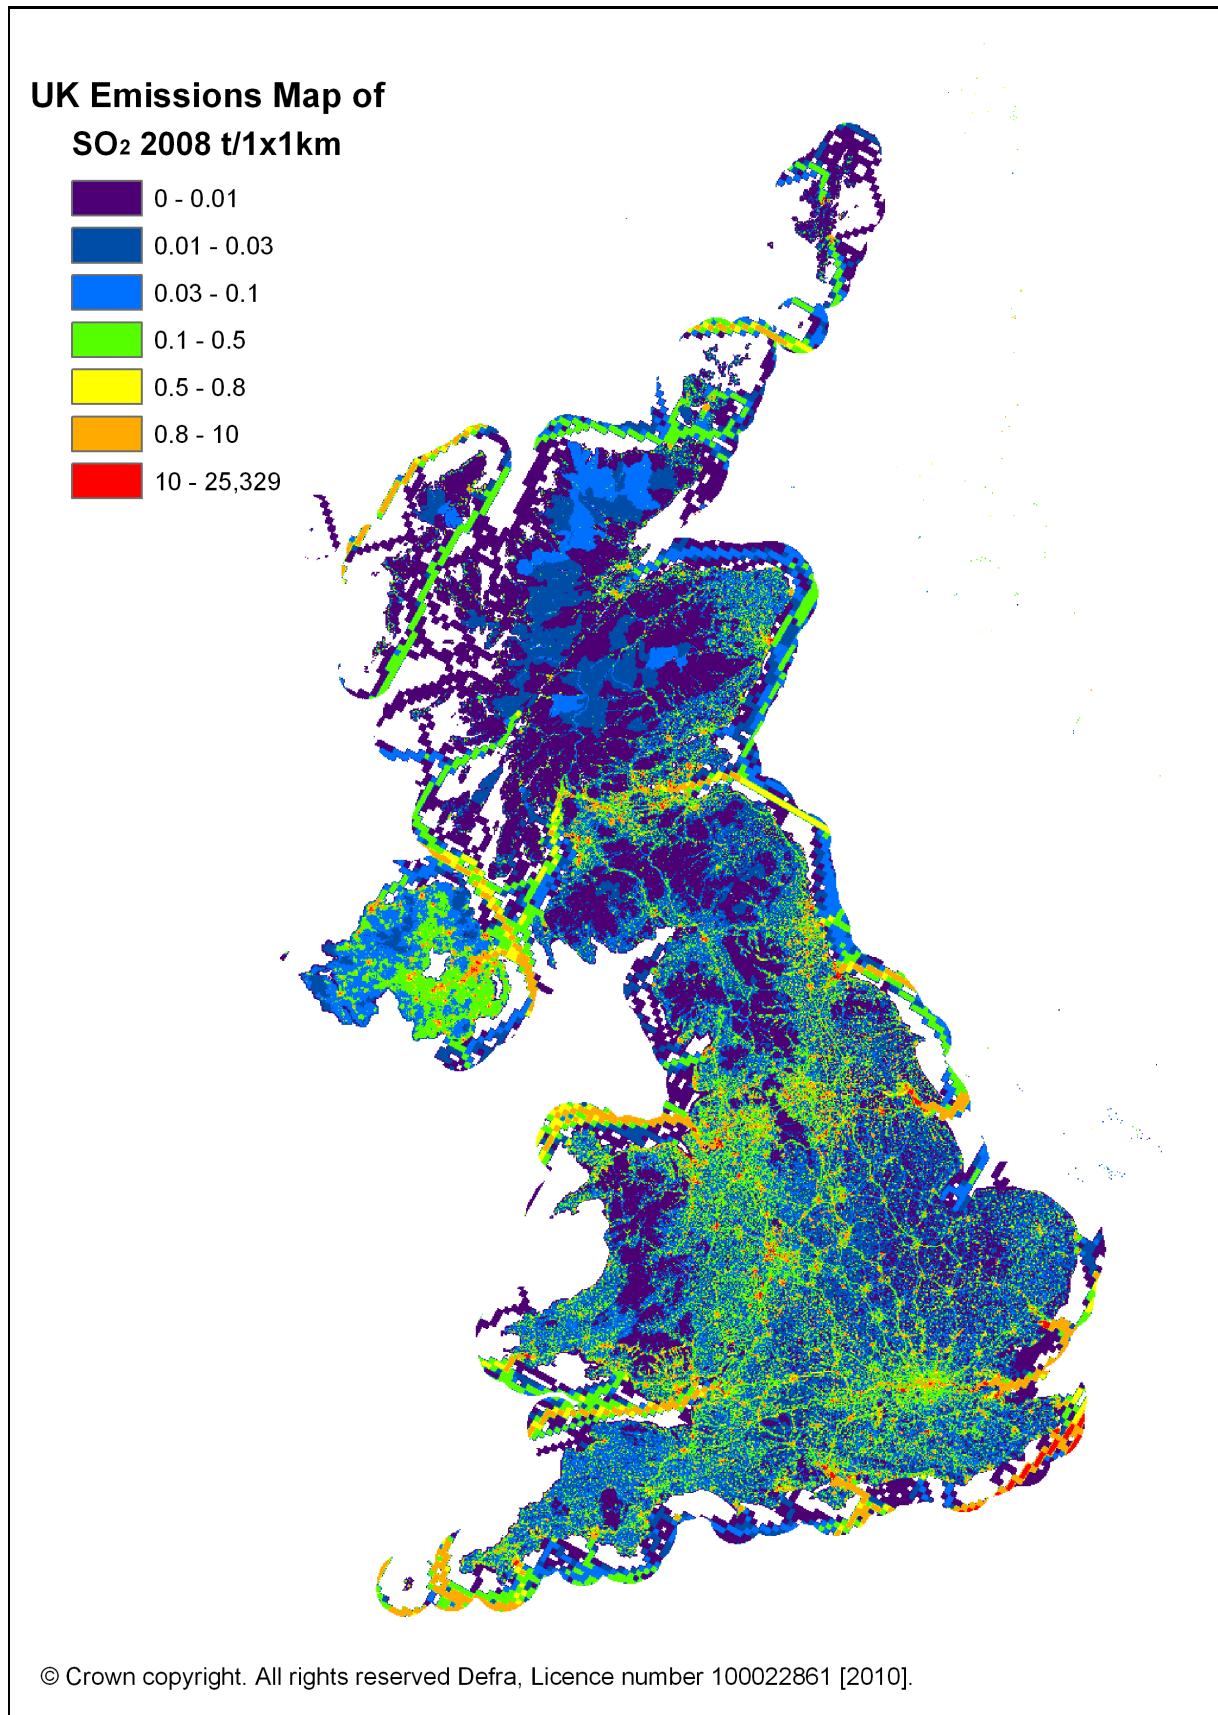 UK Emissions Map of
SO₂ 2008 t/1x1km
0 - 0.01
0.01 - 0.03
0.03 - 0.1
0.1 - 0.5
0.5 - 0.8
0.8 - 10
10 - 25,329
© Crown copyright. All rights reserved Defra, Licence number 100022861 [2010].